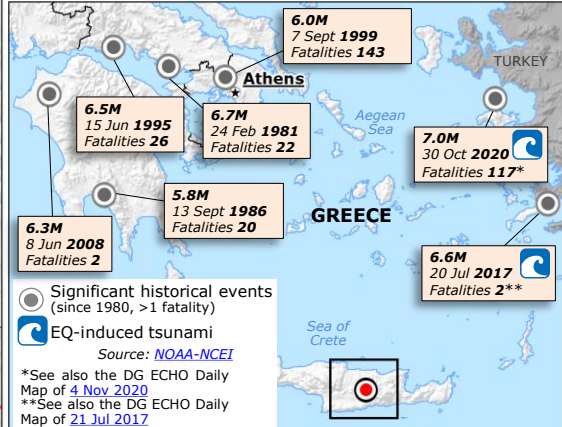 6.0M
7 Sept 1999
Fatalities 143
TURKEY
Athens
6.5M
15 Jun 1995
Fatalities 26
6.7M
24 Feb 1981
Fatalities 22
Aegean
Sea
7.0M
30 Oct 2020
Fatalities 117*
5.8M
13 Sept 1986
Fatalities 20
GREECE
6.3M
8 Jun 2008
Fatalities 2
6.6M
20 Jul 2017
Fatalities 2**
Significant historical events
(since 1980, >1 fatality)
EQ-induced tsunami
Source: NOAA-NCEI
*See also the DG ECHO Daily
Map of 4 Nov 2020
**See also the DG ECHO Daily
Map of 21 Jul 2017
Sea of
Crete